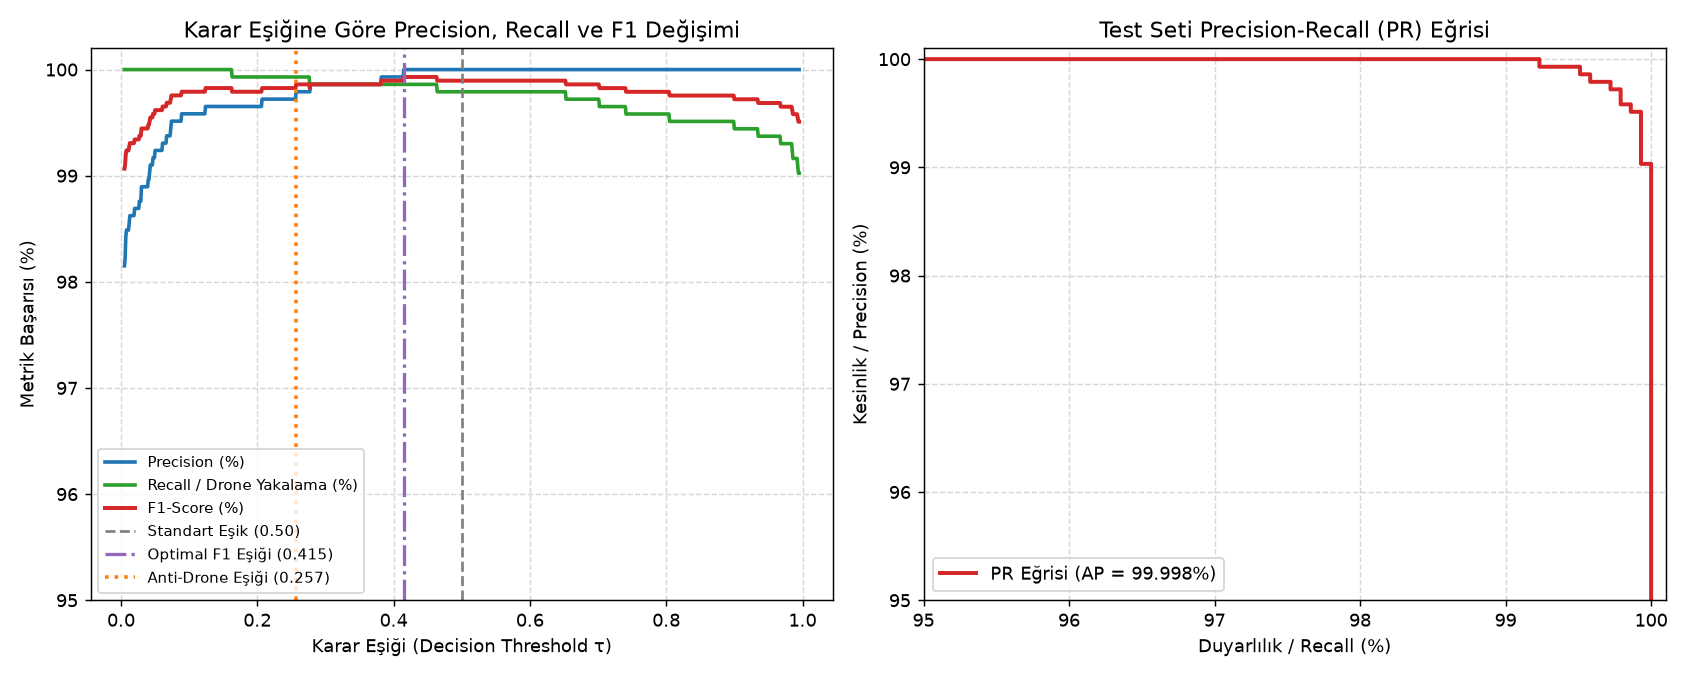 Karar Eşiğine Göre Precision, Recall ve F1 Değişimi
Metrik Başarısı (%)
100
99
98
97
96
95
Precision (%)
Recall / Drone Yakalama (%)
F1-Score (%)
Standart Eşik (0.50)
Optimal F1 Eşiği (0.415)
Anti-Drone Eşiği (0.257)
0.0 0.2 0.4 0.6 0.8 1.0
Karar Eşiği (Decision Threshold τ)
Test Seti Precision-Recall (PR) Eğrisi
Kesinlik / Precision (%)
100
99
98
97
96
95
PR Eğrisi (AP = 99.998%)
95 96 97 98 99 100
Duyarlılık / Recall (%)